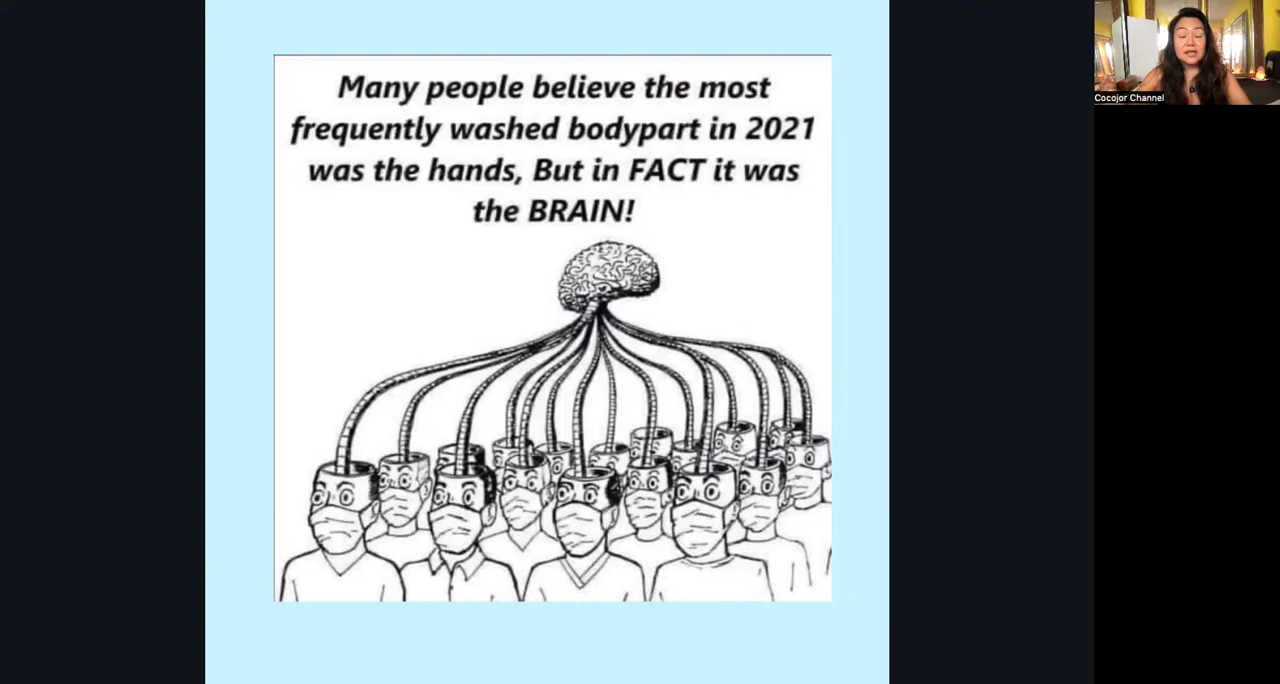 Many people believe the most
frequently washed bodypart in 2021
was the hands, But in FACT it was
the BRAIN!
Cocojor Channel